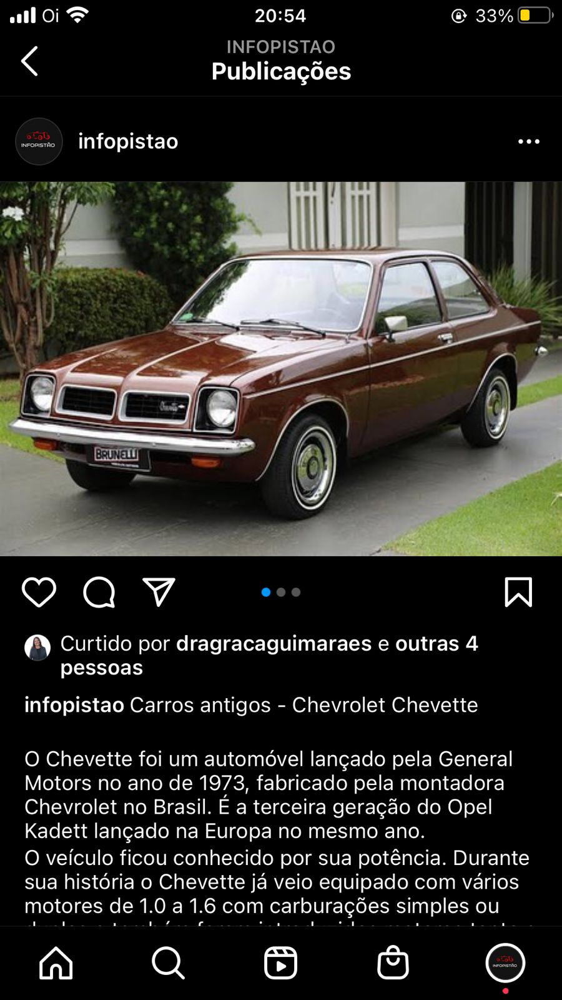 Oi 20:54 33%
INFOPISTAO
Publicações
INFOPISTÃO
infopistao
Chevette
BRUNELLI
Curtido por dragracaguimaraes e outras 4
pessoas
infopistao Carros antigos - Chevrolet Chevette
O Chevette foi um automóvel lançado pela General
Motors no ano de 1973, fabricado pela montadora
Chevrolet no Brasil. É a terceira geração do Opel
Kadett lançado na Europa no mesmo ano.
O veículo ficou conhecido por sua potência. Durante
sua história o Chevette já veio equipado com vários
motores de 1.0 a 1.6 com carburações simples ou
INFOPISTÃO